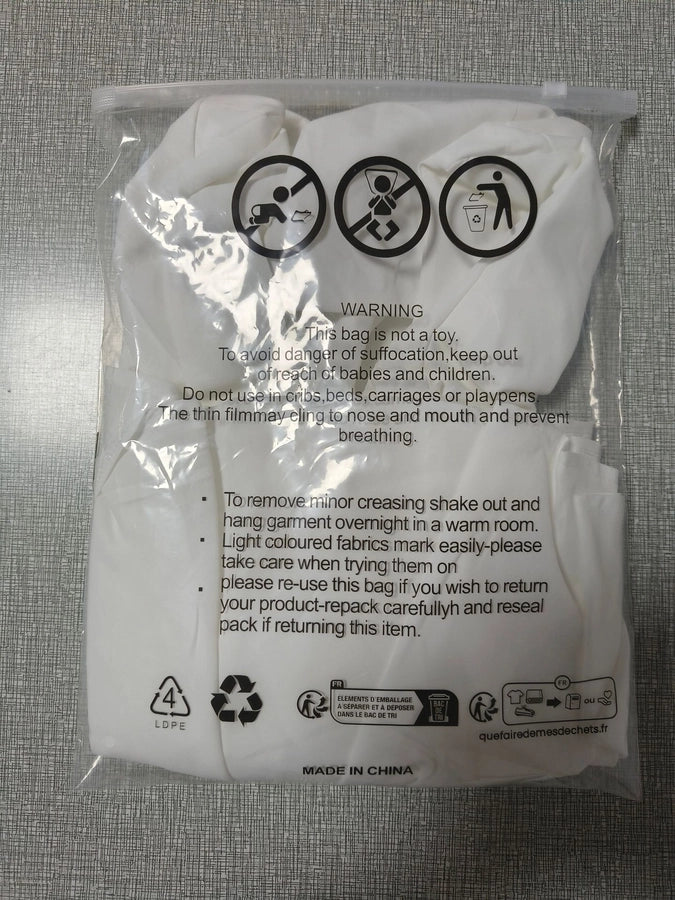 WARNING
This bag is not a toy.
To avoid danger of suffocation,keep out
of reach of babies and children.
Do not use in cribs,beds,carriages or playpens.
The thin filmmay cling to nose and mouth and prevent
breathing.
▪ To remove minor creasing shake out and
hang garment overnight in a warm room.
▪ Light coloured fabrics mark easily-please
take care when trying them on
▪ please re-use this bag if you wish to return
your product-repack carefullyh and reseal
pack if returning this item.
4
LDPE
FR
ELEMENTS D'EMBALLAGE
A SÉPARER ET À DÉPOSER
DANS LE BAC DE TRI
BAC
DE
TRI
FR
OU
quefairedemesdechets.fr
MADE IN CHINA